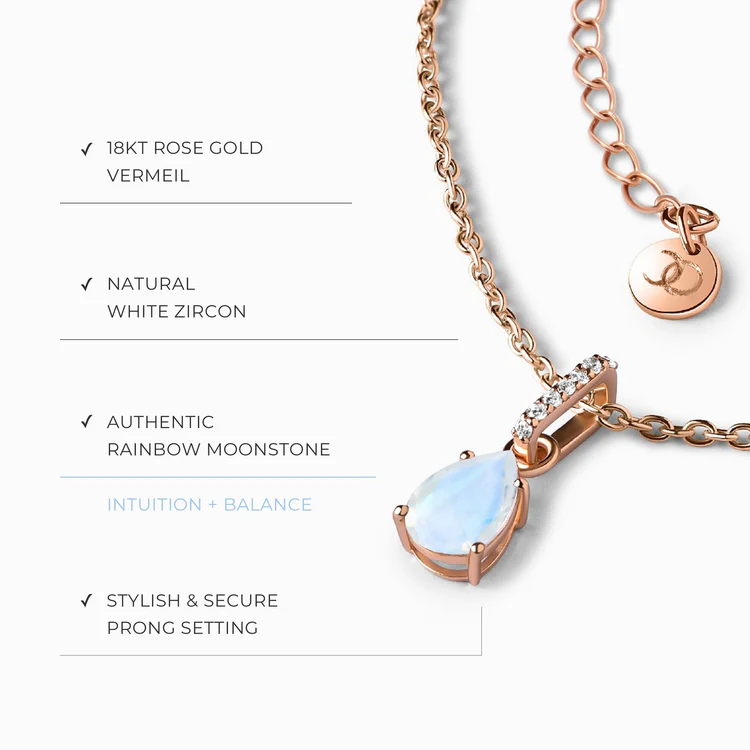 18KT ROSE GOLD
VERMEIL
NATURAL
WHITE ZIRCON
AUTHENTIC
RAINBOW MOONSTONE
INTUITION + BALANCE
STYLISH & SECURE
PRONG SETTING